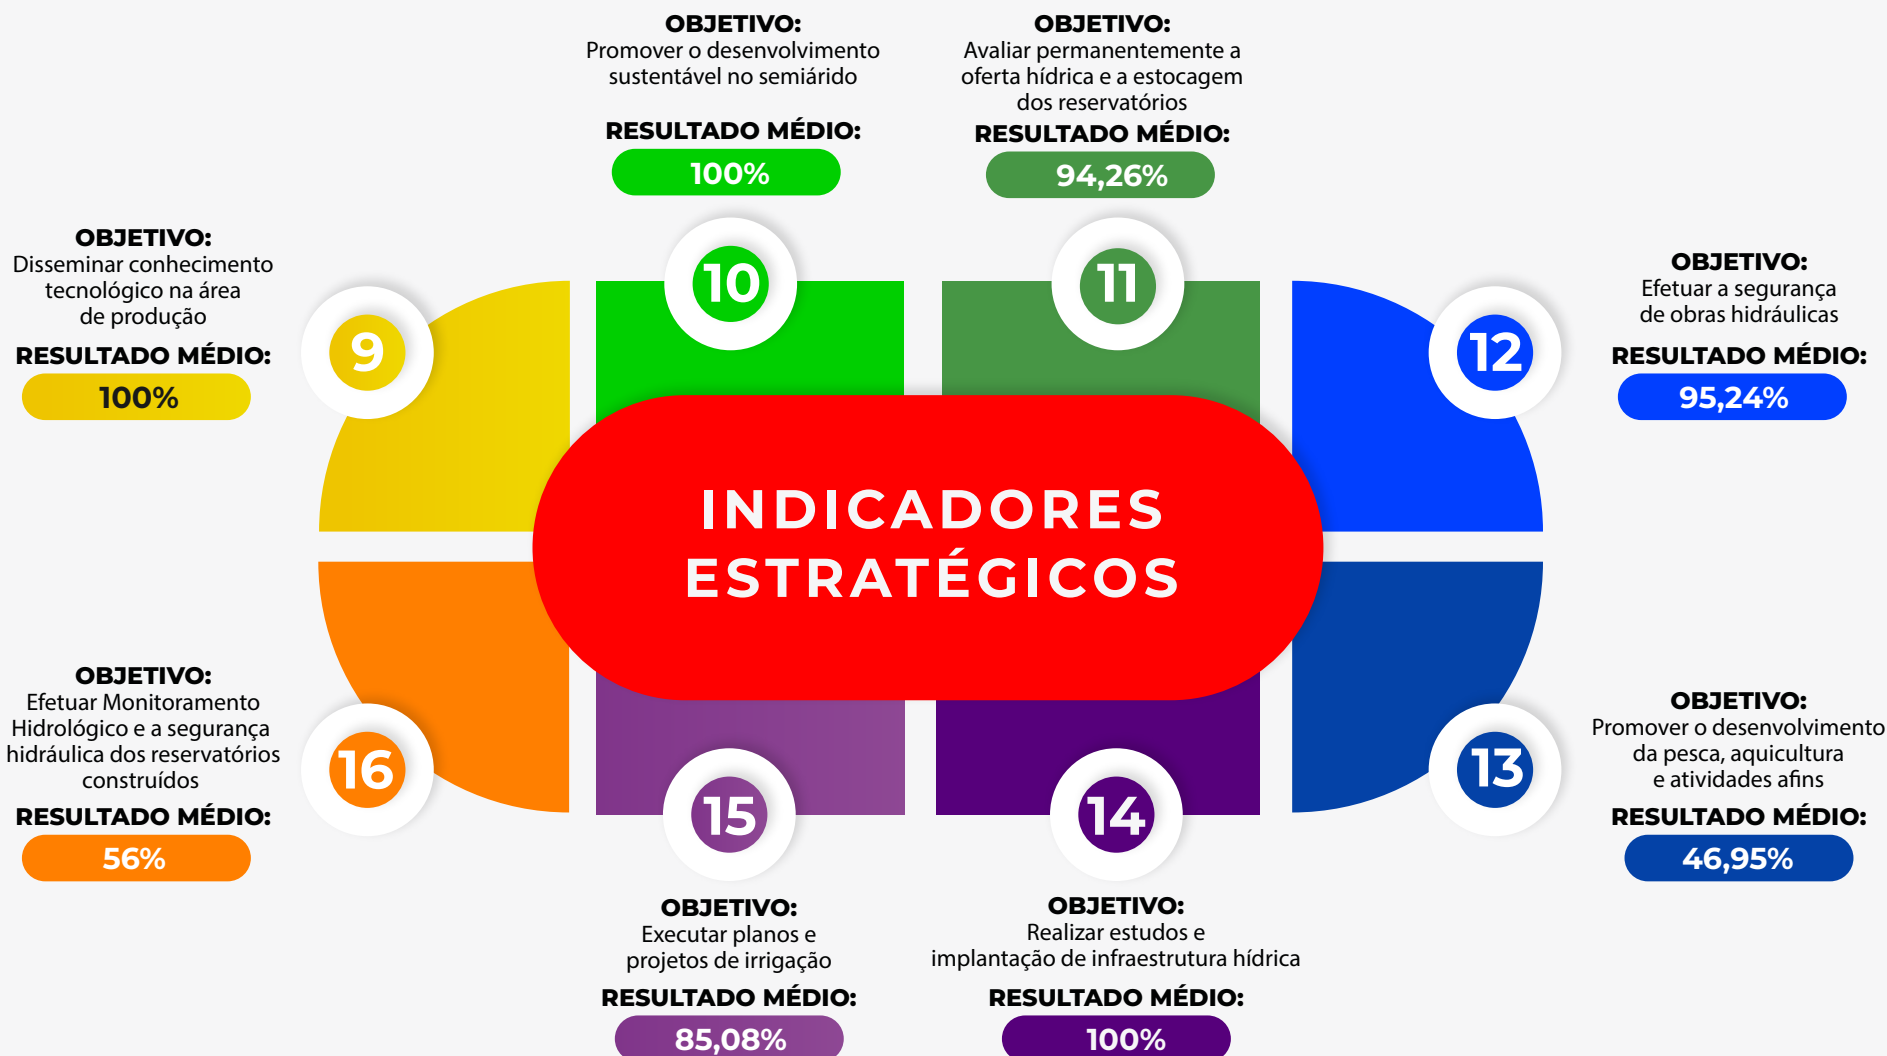 OBJETIVO:
Promover o desenvolvimento
sustentável no semiárido
RESULTADO MÉDIO:
100%
10
OBJETIVO:
Avaliar permanentemente a
oferta hídrica e a estocagem
dos reservatórios
RESULTADO MÉDIO:
94,26%
11
OBJETIVO:
Disseminar conhecimento
tecnológico na área
de produção
RESULTADO MÉDIO:
100%
9
OBJETIVO:
Efetuar a segurança
de obras hidráulicas
RESULTADO MÉDIO:
95,24%
12
INDICADORES
ESTRATÉGICOS
OBJETIVO:
Efetuar Monitoramento
Hidrológico e a segurança
hidráulica dos reservatórios
construídos
RESULTADO MÉDIO:
56%
16
OBJETIVO:
Promover o desenvolvimento
da pesca, aquicultura
e atividades afins
RESULTADO MÉDIO:
46,95%
13
15
OBJETIVO:
Executar planos e
projetos de irrigação
RESULTADO MÉDIO:
85,08%
14
OBJETIVO:
Realizar estudos e
implantação de infraestrutura hídrica
RESULTADO MÉDIO:
100%